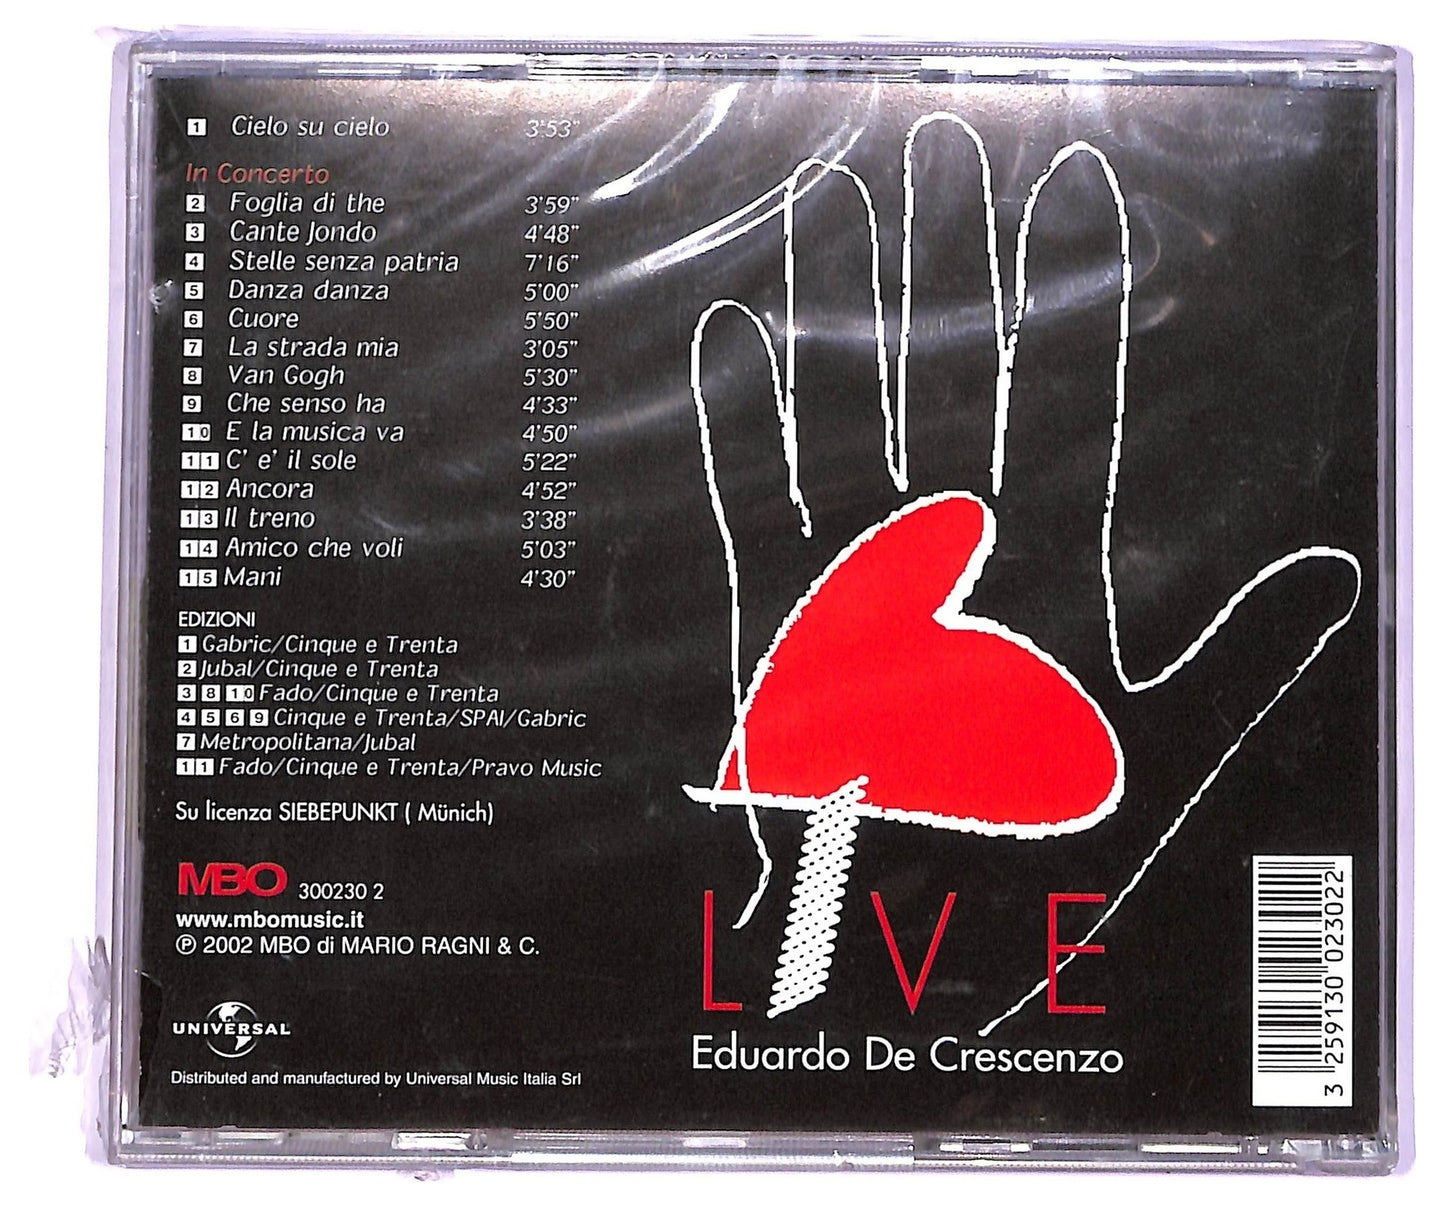 1 Cielo su cielo 3'53"
In Concerto
2 Foglia di the 3'59"
3 Cante Jondo 4'48"
4 Stelle senza patria 7'16"
5 Danza danza 5'00"
6 Cuore 5'50"
7 La strada mia 3'05"
8 Van Gogh 5'30"
9 Che senso ha 4'33"
10 E la musica va 4'50"
11 C' e' il sole 5'22"
12 Ancora 4'52"
13 Il treno 3'38"
14 Amico che voli 5'03"
15 Mani 4'30"
EDIZIONI
1 Gabric/Cinque e Trenta
2 Jubal/Cinque e Trenta
3 8 10 Fado/Cinque e Trenta
4 5 6 9 Cinque e Trenta/SPAI/Gabric
7 Metropolitana/Jubal
11 Fado/Cinque e Trenta/Pravo Music
Su licenza SIEBEPUNKT ( Münich)
MBO 300230 2
www.mbomusic.it
℗ 2002 MBO di MARIO RAGNI & C.
UNIVERSAL
Distributed and manufactured by Universal Music Italia Srl
LIVE
Eduardo De Crescenzo
3 259130 023022